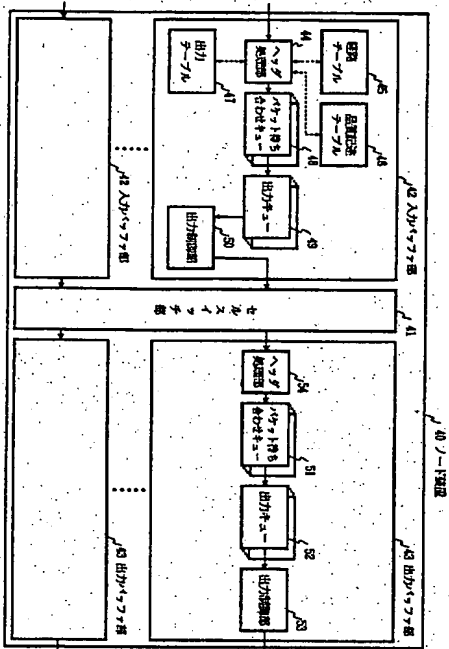 40 ノード装置
42 入力バッファ部
44
ヘッダ
処理部
経路
テーブル
45
品質記述
テーブル
46
出力
テーブル
47
パケット待ち
合わせキュー
48
出力キュー
49
出力制御部
50
42 入力バッファ部
セルスイッチ部
41
43 出力バッファ部
ヘッダ
処理部
54
パケット待ち
合わせキュー
51
出力キュー
52
出力制御部
53
43 出力バッファ部